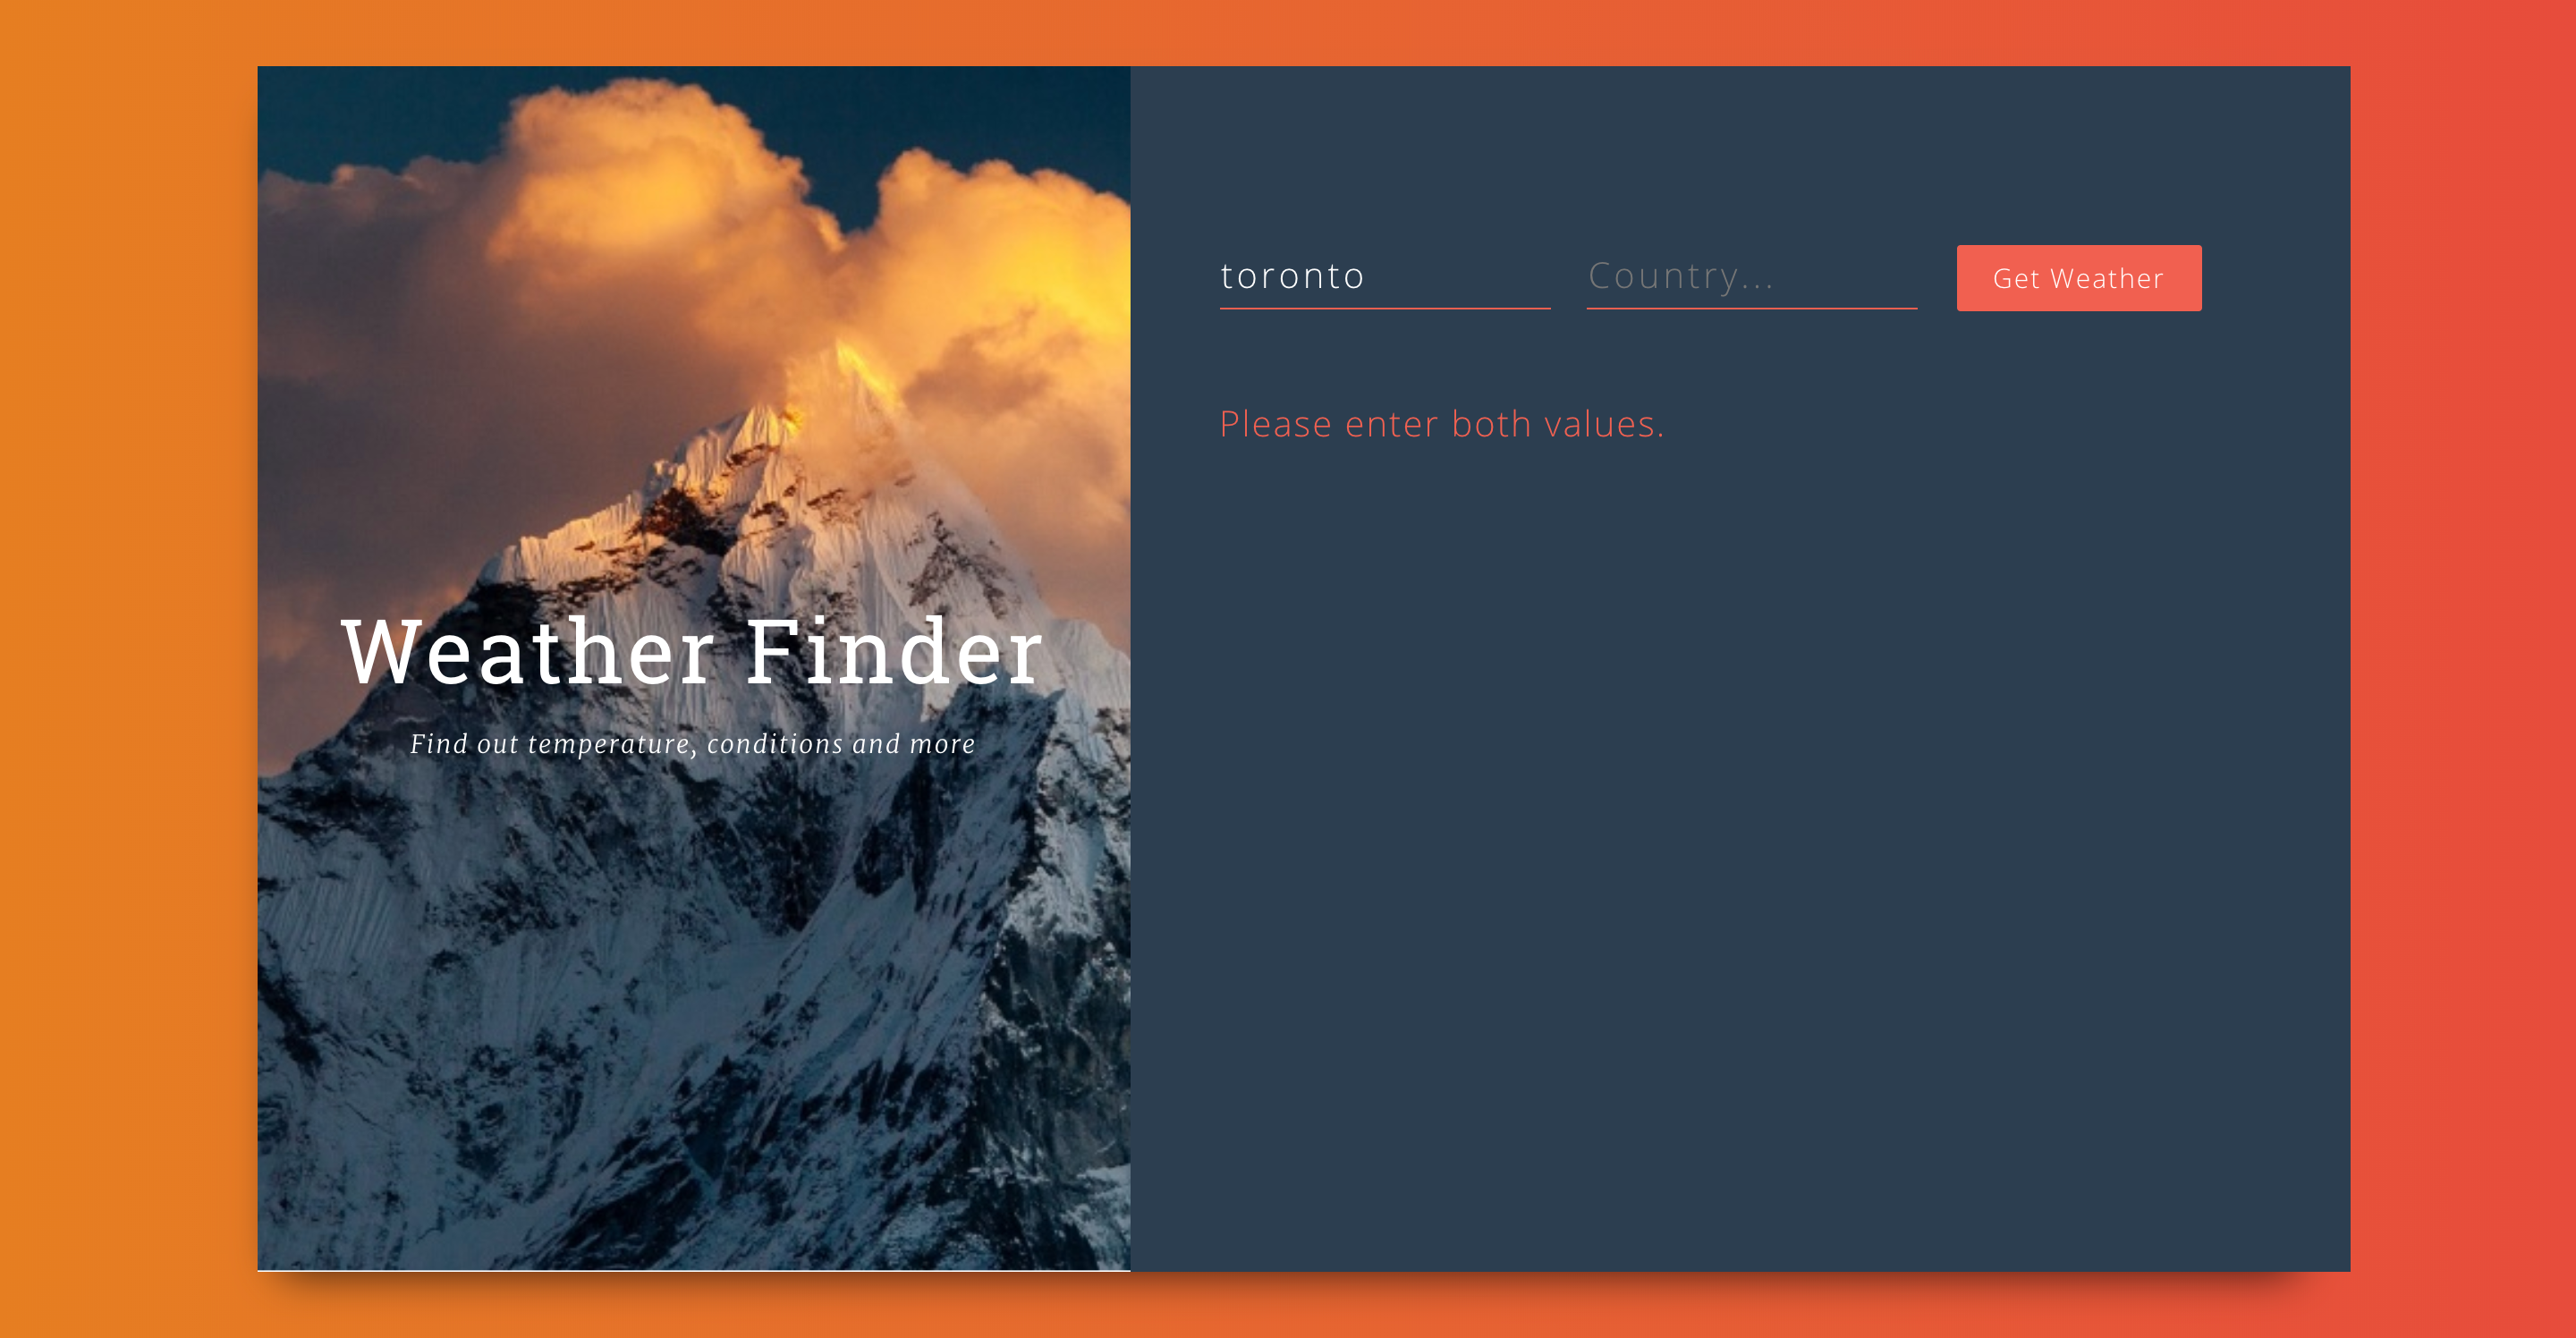 Weather Finder
Find out temperature, conditions and more
toronto
Country...
Get Weather
Please enter both values.